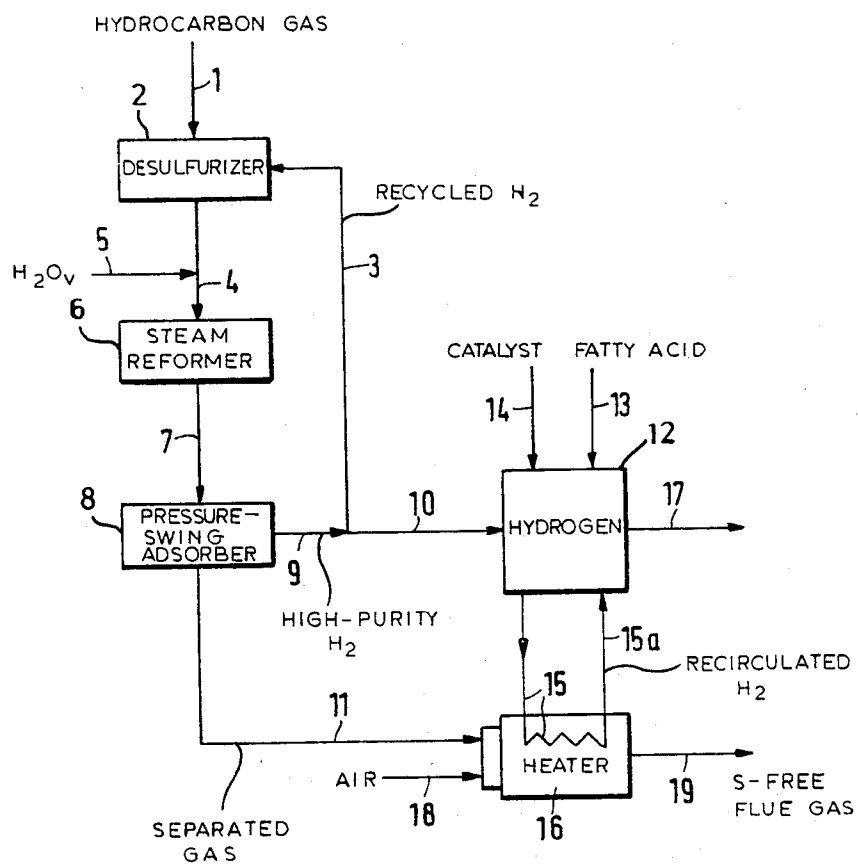 HYDROCARBON GAS
1
2
DESULFURIZER
RECYCLED H2
3
5
H2Ov
4
6
STEAM
REFORMER
CATALYST
FATTY ACID
14
13
12
7
8
PRESSURE-
SWING
ADSORBER
9
10
HYDROGEN
17
HIGH-PURITY
H2
15a
RECIRCULATED
H2
15
11
HEATER
16
AIR
18
19
S-FREE
FLUE GAS
SEPARATED
GAS